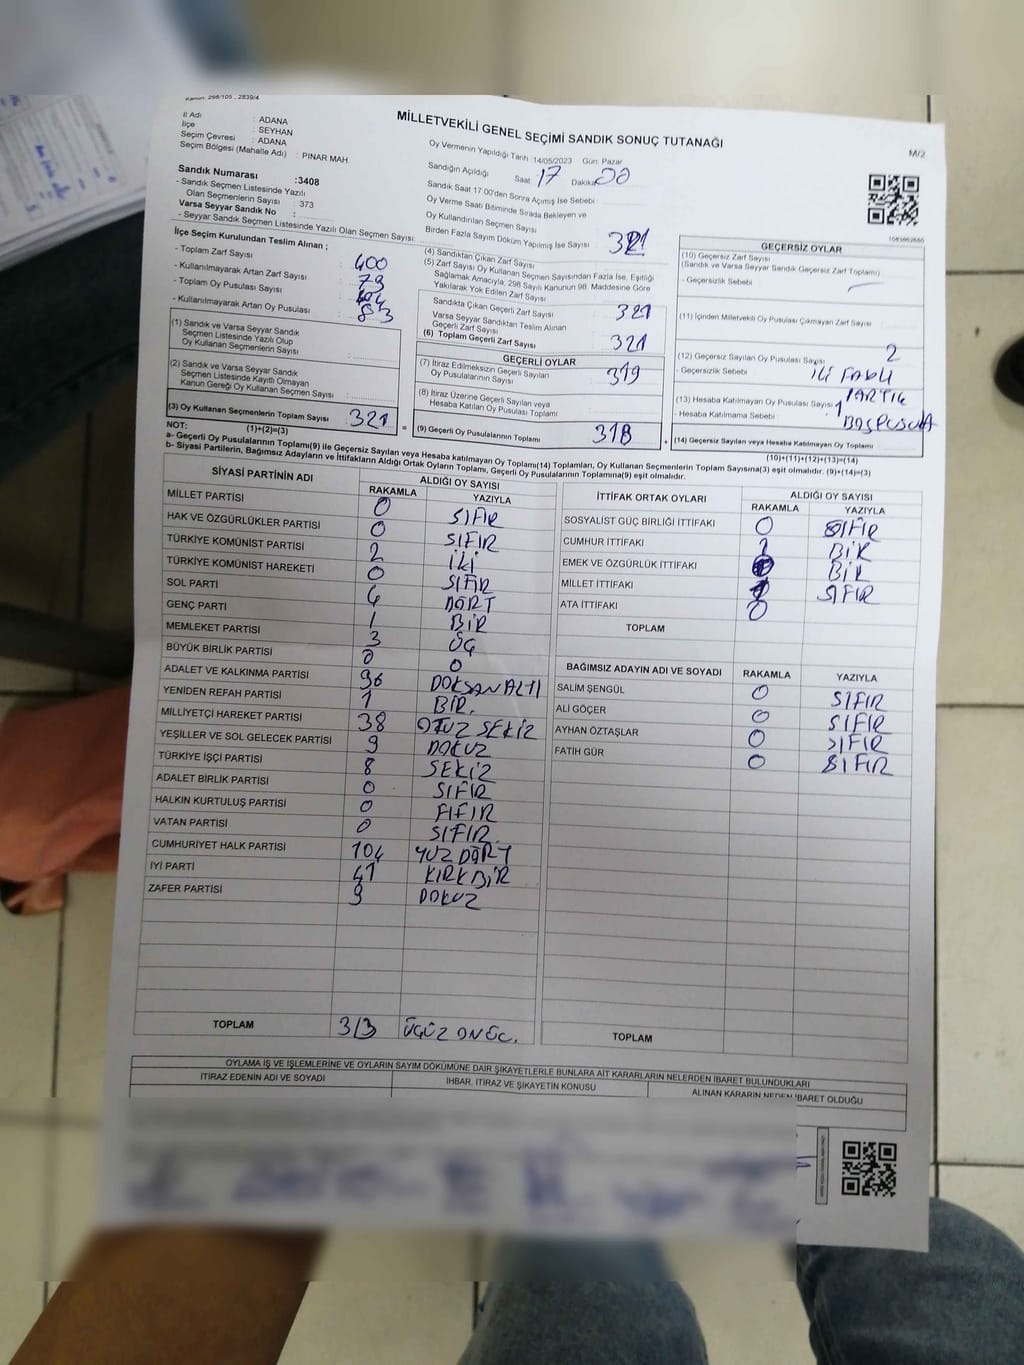 Kanun: 298/105 , 2839/4
MİLLETVEKİLİ GENEL SEÇİMİ SANDIK SONUÇ TUTANAĞI
M/2
İl Adı : ADANA
İlçe : SEYHAN
Seçim Çevresi : ADANA
Seçim Bölgesi (Mahalle Adı) : PINAR MAH
Sandık Numarası :3408
- Sandık Seçmen Listesinde Yazılı
Olan Seçmenlerin Sayısı : 373
Varsa Seyyar Sandık No :
- Seyyar Sandık Seçmen Listesinde Yazılı Olan Seçmen Sayısı:
Oy Vermenin Yapıldığı Tarih 14/05/2023 Gün: Pazar
Sandığın Açıldığı Saat 17 Dakika 00
Sandık Saat 17:00'den Sonra Açılmış İse Sebebi :
Oy Verme Saati Bitiminde Sırada Bekleyen ve
Oy Kullandırılan Seçmen Sayısı
Birden Fazla Sayım Döküm Yapılmış İse Sayısı
İlçe Seçim Kurulundan Teslim Alınan ;
- Toplam Zarf Sayısı : 400
- Kullanılmayarak Artan Zarf Sayısı : 79
- Toplam Oy Pusulası Sayısı :
- Kullanılmayarak Artan Oy Pusulası : 83
(1) Sandık ve Varsa Seyyar Sandık
Seçmen Listesinde Yazılı Olup
Oy Kullanan Seçmenlerin Sayısı :
(2) Sandık ve Varsa Seyyar Sandık
Seçmen Listesinde Kayıtlı Olmayan
Kanun Gereği Oy Kullanan Seçmen Sayısı :
(3) Oy Kullanan Seçmenlerin Toplam Sayısı : 321
(1)+(2)=(3)
(4) Sandıktan Çıkan Zarf Sayısı 321
(5) Zarf Sayısı Oy Kullanan Seçmen Sayısından Fazla İse, Eşitliği
Sağlamak Amacıyla, 298 Sayılı Kanunun 98. Maddesine Göre
Yakılarak Yok Edilen Zarf Sayısı
Sandıkta Çıkan Geçerli Zarf Sayısı 321
Varsa Seyyar Sandıktan Teslim Alınan
Geçerli Zarf Sayısı
(6) Toplam Geçerli Zarf Sayısı 321
GEÇERLİ OYLAR
(7) İtiraz Edilmeksizin Geçerli Sayılan
Oy Pusulalarının Sayısı 319
(8) İtiraz Üzerine Geçerli Sayılan veya
Hesaba Katılan Oy Pusulası Toplamı
= (9) Geçerli Oy Pusulalarının Toplamı 318 +
1081662660
GEÇERSİZ OYLAR
(10) Geçersiz Zarf Sayısı
(Sandık ve Varsa Seyyar Sandık Geçersiz Zarf Toplamı)
- Geçersizlik Sebebi
(11) İçinden Milletvekili Oy Pusulası Çıkmayan Zarf Sayısı
(12) Geçersiz Sayılan Oy Pusulası Sayısı 2
- Geçersizlik Sebebi : İKİ FARKLI
PARTİYE
(13) Hesaba Katılmayan Oy Pusulası Sayısı : 1
- Hesaba Katılmama Sebebi : BOŞ PUSULA
(14) Geçersiz Sayılan veya Hesaba Katılmayan Oy Toplamı
(10)+(11)+(12)+(13)=(14)
NOT:
a- Geçerli Oy Pusulalarının Toplamı(9) ile Geçersiz Sayılan veya Hesaba katılmayan Oy Toplamı(14) Toplamları, Oy Kullanan Seçmenlerin Toplam Sayısına(3) eşit olmalıdır. (9)+(14)=(3)
b- Siyasi Partilerin, Bağımsız Adayların ve İttifakların Aldığı Ortak Oyların Toplamı, Geçerli Oy Pusulalarının Toplamına(9) eşit olmalıdır.
SİYASİ PARTİNİN ADI ALDIĞI OY SAYISI
RAKAMLA YAZIYLA
MİLLET PARTİSİ 0 SIFIR
HAK VE ÖZGÜRLÜKLER PARTİSİ 0 SIFIR
TÜRKİYE KOMÜNİST PARTİSİ 2 İKİ
TÜRKİYE KOMÜNİST HAREKETİ 0 SIFIR
SOL PARTİ 4 DÖRT
GENÇ PARTİ 1 BİR
MEMLEKET PARTİSİ 3 ÜÇ
BÜYÜK BİRLİK PARTİSİ 0 0
ADALET VE KALKINMA PARTİSİ 96 DOKSAN ALTI
YENİDEN REFAH PARTİSİ 1 BİR.
MİLLİYETÇİ HAREKET PARTİSİ 38 OTUZ SEKİZ
YEŞİLLER VE SOL GELECEK PARTİSİ 9 DOKUZ
TÜRKİYE İŞÇİ PARTİSİ 8 SEKİZ
ADALET BİRLİK PARTİSİ 0 SIFIR
HALKIN KURTULUŞ PARTİSİ 0 FIFIR
VATAN PARTİSİ 0 SIFIR
CUMHURİYET HALK PARTİSİ 104 YÜZ DÖRT
İYİ PARTİ 41 KIRK BİR
ZAFER PARTİSİ 9 DOKUZ
TOPLAM 313 ÜÇÜZ ON ÜÇ.
İTTİFAK ORTAK OYLARI ALDIĞI OY SAYISI
RAKAMLA YAZIYLA
SOSYALİST GÜÇ BİRLİĞİ İTTİFAKI 0 SIFIR
CUMHUR İTTİFAKI 1 BİR
EMEK VE ÖZGÜRLÜK İTTİFAKI BİR
MİLLET İTTİFAKI SIFIR
ATA İTTİFAKI 0
TOPLAM
BAĞIMSIZ ADAYIN ADI VE SOYADI RAKAMLA YAZIYLA
SALİM ŞENGÜL 0 SIFIR
ALİ GÖÇER 0 SIFIR
AYHAN ÖZTAŞLAR 0 SIFIR
FATİH GÜR 0 SIFIR
TOPLAM
OYLAMA İŞ VE İŞLEMLERİNE VE OYLARIN SAYIM DÖKÜMÜNE DAİR ŞİKAYETLERLE BUNLARA AİT KARARLARIN NELERDEN İBARET BULUNDUKLARI
İTİRAZ EDENİN ADI VE SOYADI İHBAR, İTİRAZ VE ŞİKAYETİN KONUSU ALINAN KARARIN NEDEN İBARET OLDUĞU